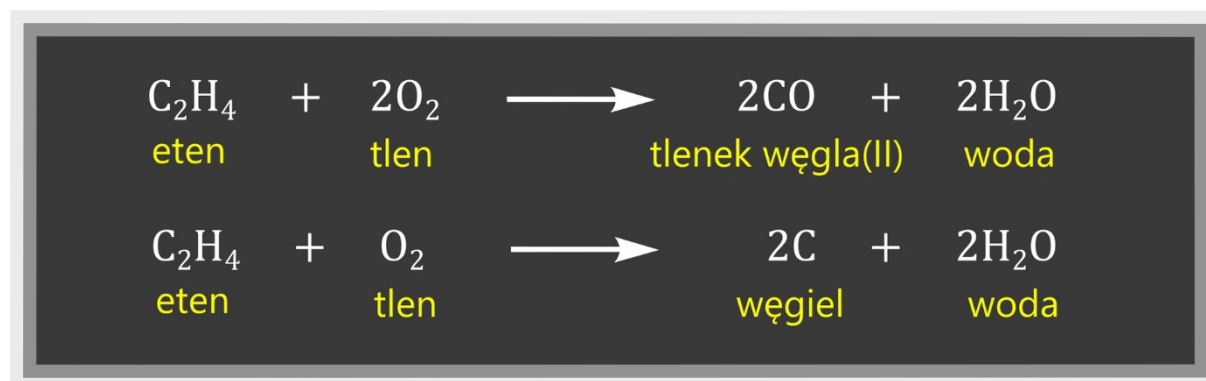 C₂H₄ + 2O₂ ⟶ 2CO + 2H₂O
eten tlen tlenek węgla(II) woda
C₂H₄ + O₂ ⟶ 2C + 2H₂O
eten tlen węgiel woda